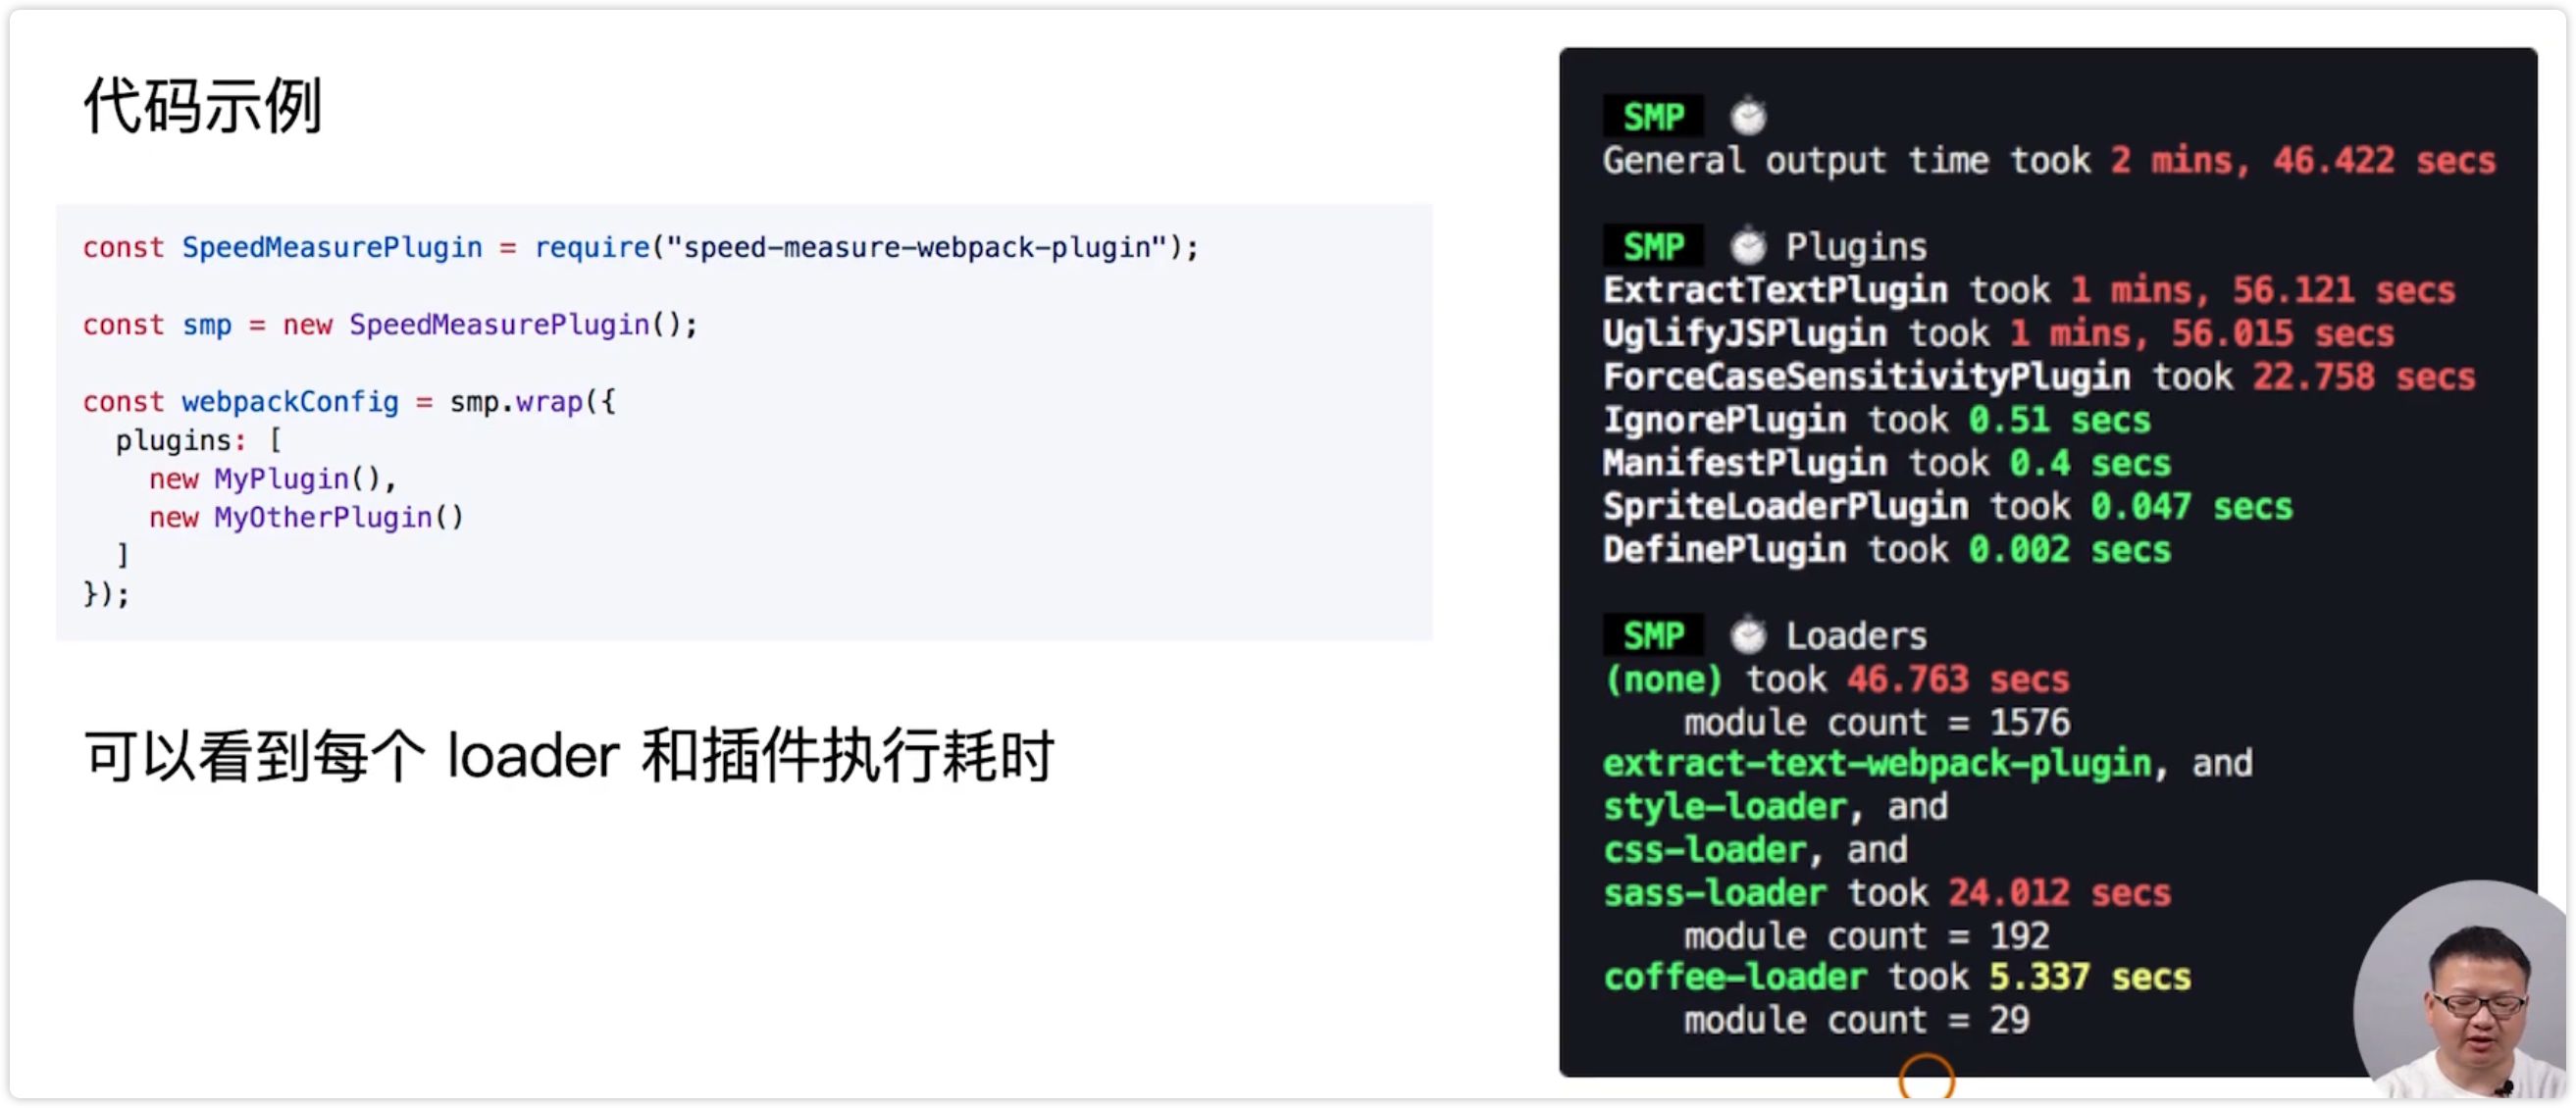 代码示例
const SpeedMeasurePlugin = require("speed-measure-webpack-plugin");
const smp = new SpeedMeasurePlugin();
const webpackConfig = smp.wrap({
  plugins: [
    new MyPlugin(),
    new MyOtherPlugin()
  ]
});
可以看到每个 loader 和插件执行耗时
SMP ⏱
General output time took 2 mins, 46.422 secs
SMP ⏱ Plugins
ExtractTextPlugin took 1 mins, 56.121 secs
UglifyJSPlugin took 1 mins, 56.015 secs
ForceCaseSensitivityPlugin took 22.758 secs
IgnorePlugin took 0.51 secs
ManifestPlugin took 0.4 secs
SpriteLoaderPlugin took 0.047 secs
DefinePlugin took 0.002 secs
SMP ⏱ Loaders
(none) took 46.763 secs
    module count = 1576
extract-text-webpack-plugin, and
style-loader, and
css-loader, and
sass-loader took 24.012 secs
    module count = 192
coffee-loader took 5.337 secs
    module count = 29